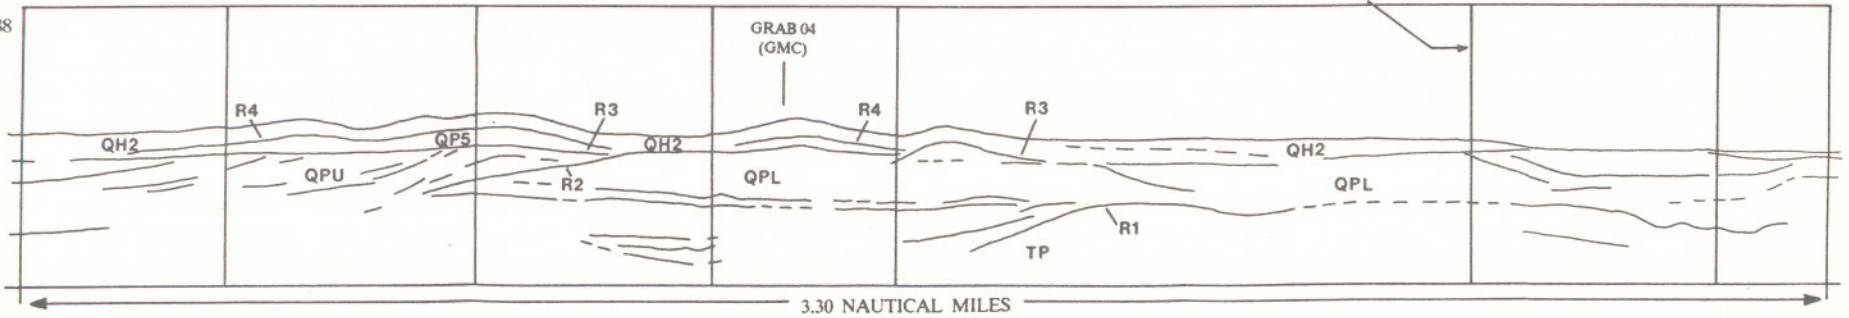 38
GRAB 04
(GMC)
R4
R3
R4
R3
QH2
QP5
QH2
QH2
QPU
R2
QPL
QPL
R1
TP
3.30 NAUTICAL MILES